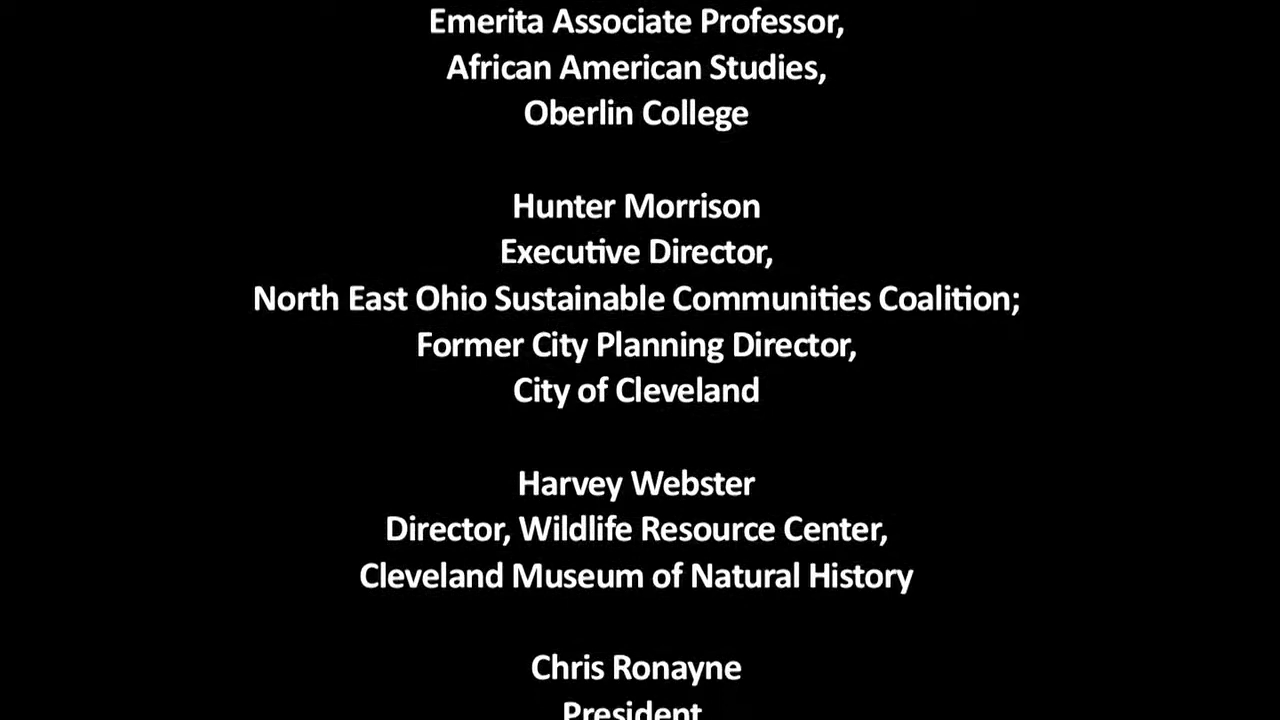 Emerita Associate Professor,
African American Studies,
Oberlin College
Hunter Morrison
Executive Director,
North East Ohio Sustainable Communities Coalition;
Former City Planning Director,
City of Cleveland
Harvey Webster
Director, Wildlife Resource Center,
Cleveland Museum of Natural History
Chris Ronayne
President